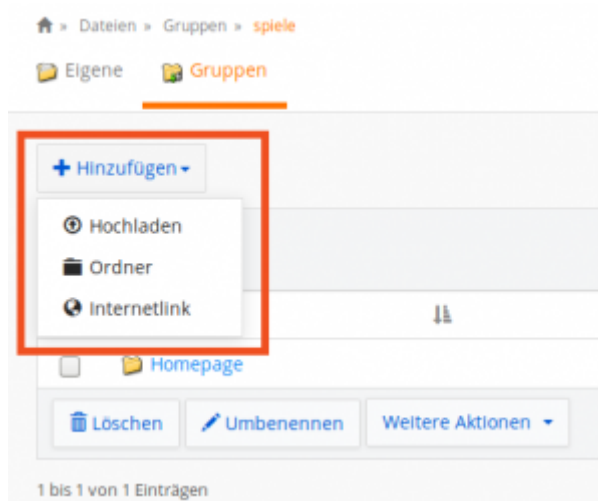 » Dateien » Gruppen » spiele
Eigene Gruppen
Hinzufügen
Hochladen
Ordner
Internetlink
Homepage
Löschen Umbenennen Weitere Aktionen
1 bis 1 von 1 Einträgen